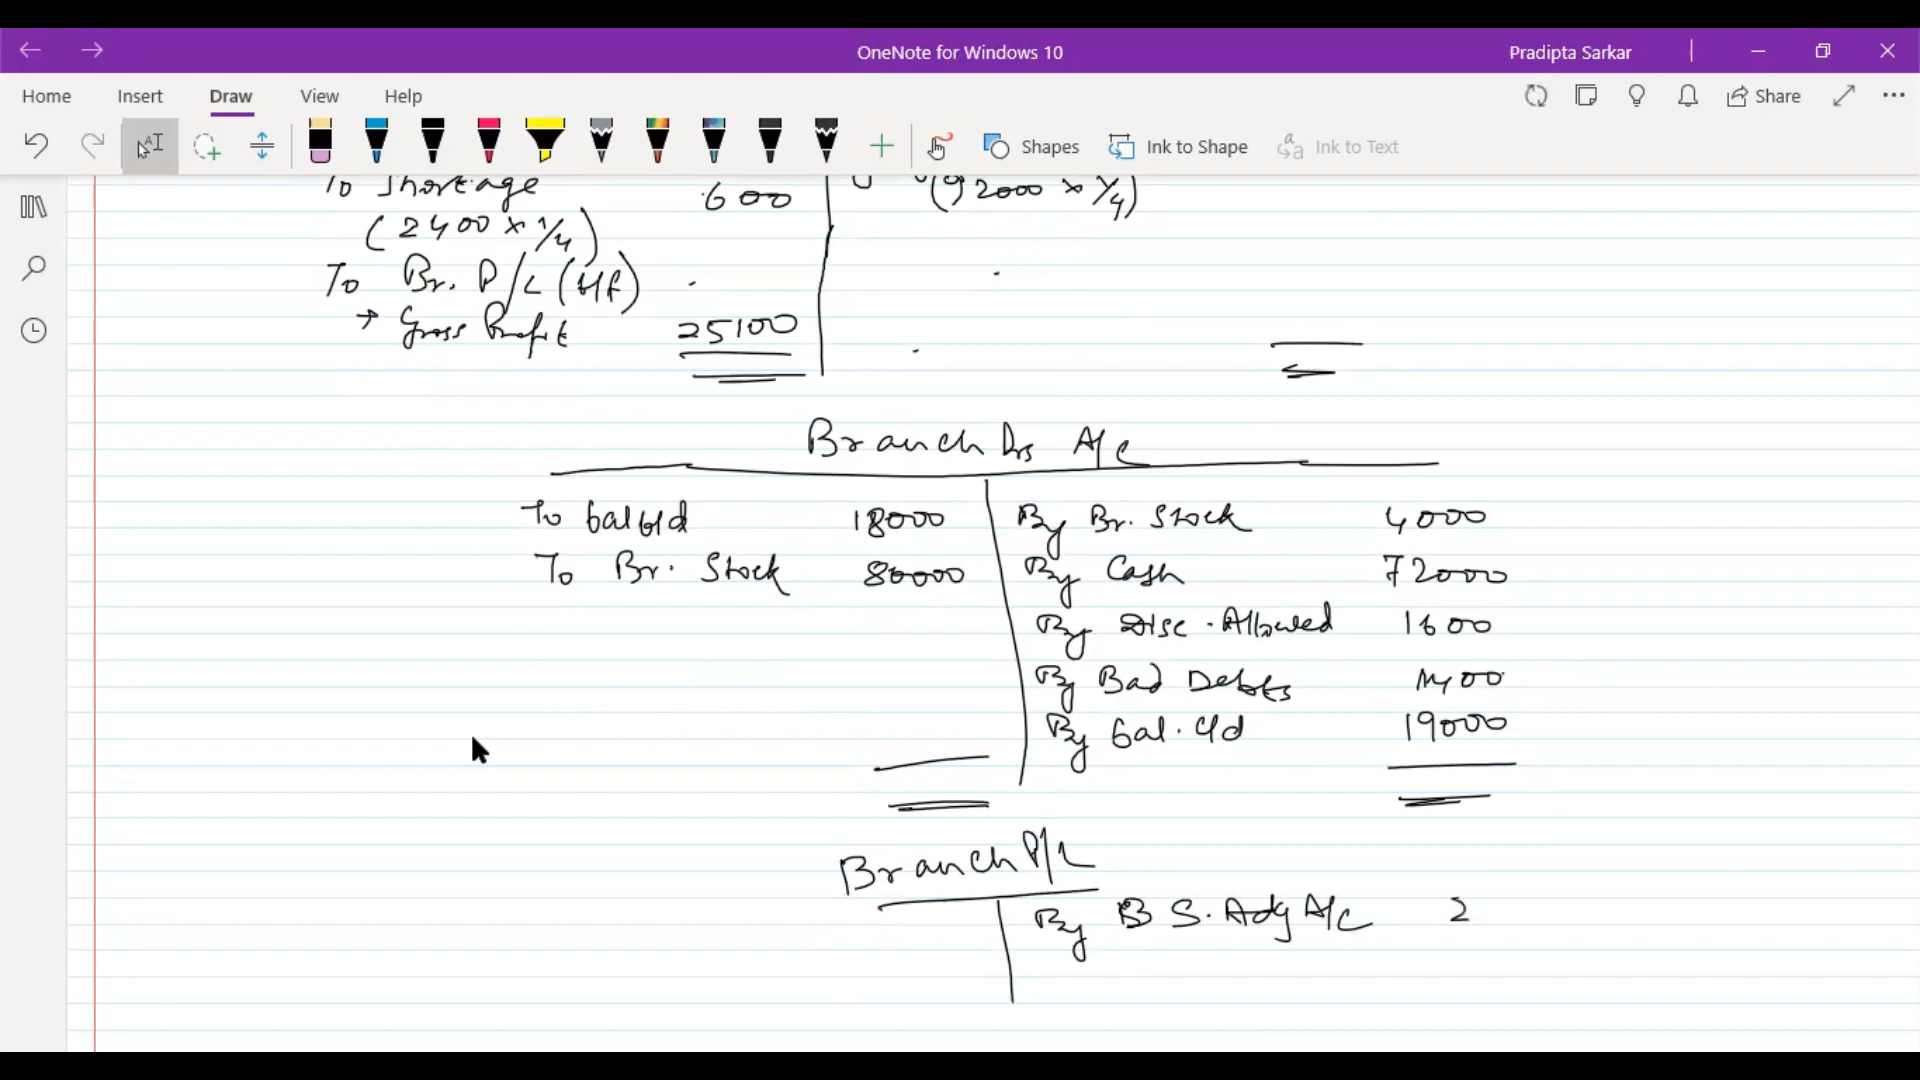 OneNote for Windows 10
Pradipta Sarkar
Home Insert Draw View Help
Share
Shapes Ink to Shape Ink to Text
To Shortage 600
(2400 x 1/4)
(92000 x 1/4)
To Br. P/L (b/f)
→ Gross Profit 25100
Branch Drs A/C
To bal b/d 18000 By Br. Stock 4000
To Br. Stock 80000 By Cash 72000
By Disc. Allowed 1600
By Bad Debts 1400
By bal. c/d 19000
Branch P/L
By B S. Adj A/C 2